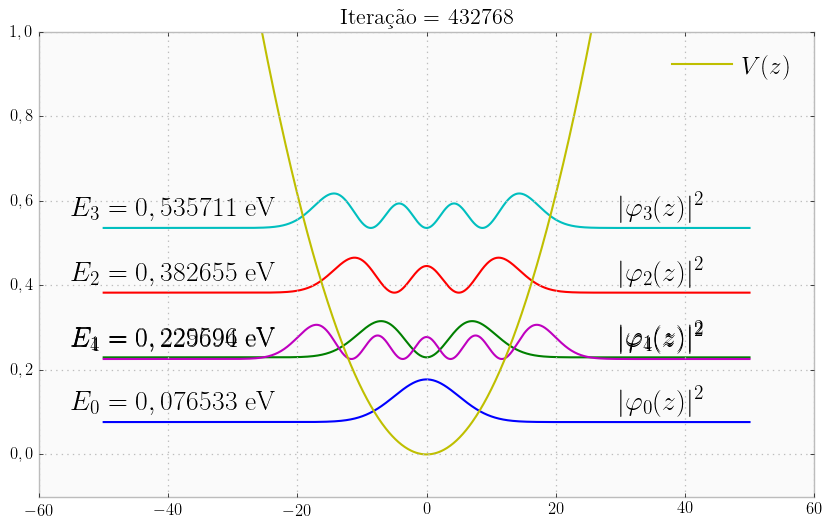 Iteração = 432768
1,0
V(z)
0,8
0,6
E₃ = 0,535711 eV
|φ₃(z)|²
0,4
E₂ = 0,382655 eV
|φ₂(z)|²
0,2
E₀ = 0,076533 eV
|φ₀(z)|²
0,0
−60 −40 −20 0 20 40 60